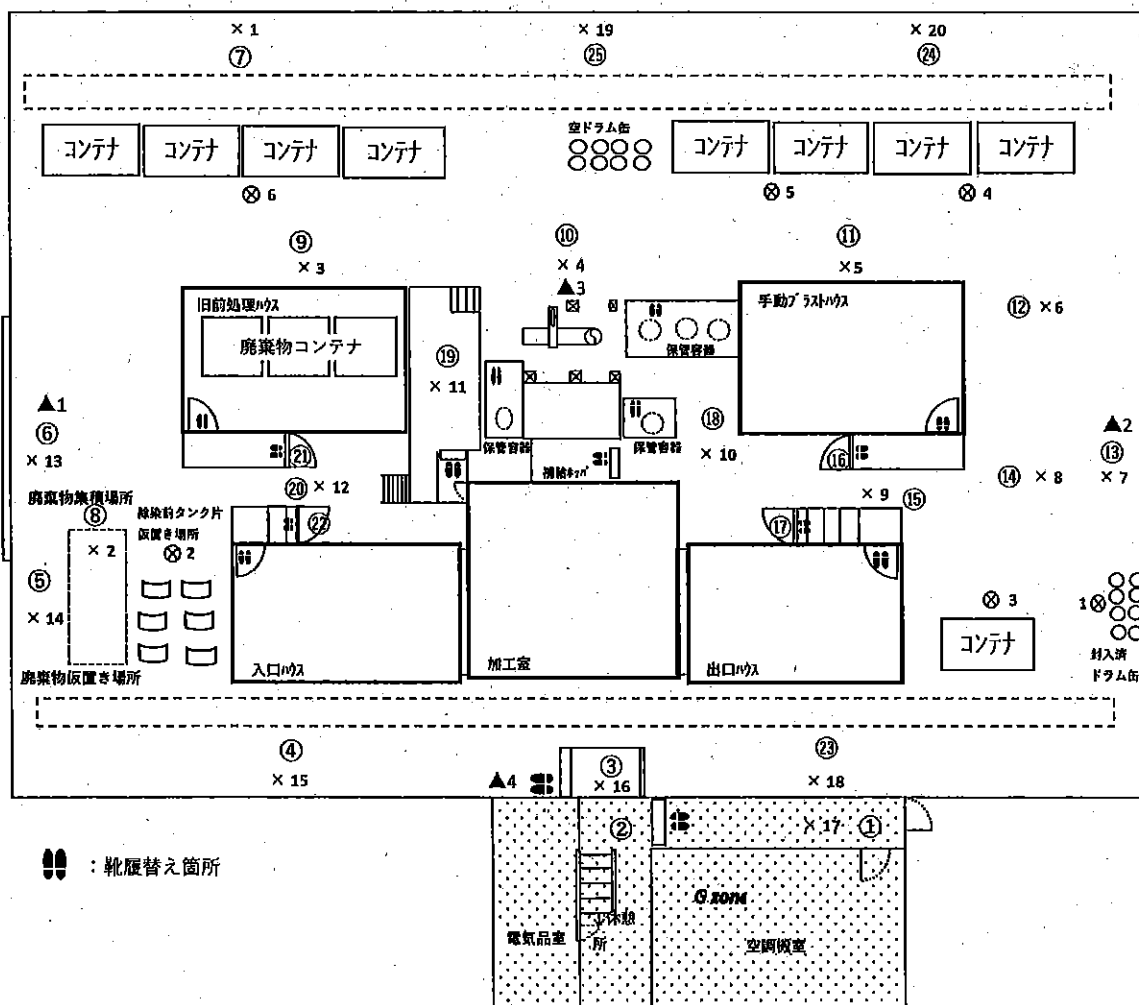 × 1
× 19
× 20
⑦
㉕
㉔
コンテナ
コンテナ
コンテナ
コンテナ
空ドラム缶
コンテナ
コンテナ
コンテナ
コンテナ
⊗ 6
⊗ 5
⊗ 4
⑨
× 3
⑩
× 4
▲3
⑪
×5
⑫ ×6
旧前処理ハウス
廃棄物コンテナ
手動ブラストハウス
保管容器
⑲
× 11
▲1
⑥
× 13
⑱
× 10
▲2
⑬
× 7
保管容器
保管容器
㉑
⑯
⑳ × 12
⑭ × 8
× 9 ⑮
廃棄物集積場所
⑧
× 2
除染前タンク片
仮置き場所
⊗2
㉒
⑰
⑤
× 14
⊗ 3
1⊗
コンテナ
封入済
ドラム缶
廃棄物仮置き場所
入口ハウス
加工室
出口ハウス
④
× 15
▲4
③
× 16
㉓
× 18
②
×17 ①
：靴履替え箇所
G zone
電気品室
休憩
所
空調機室